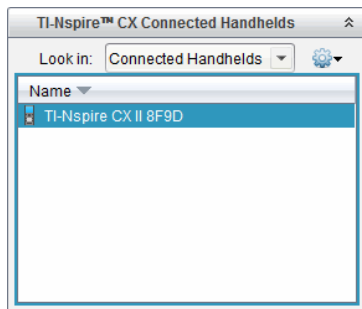 TI-Nspire™ CX Connected Handhelds
Look in: Connected Handhelds
Name
TI-Nspire CX II 8F9D